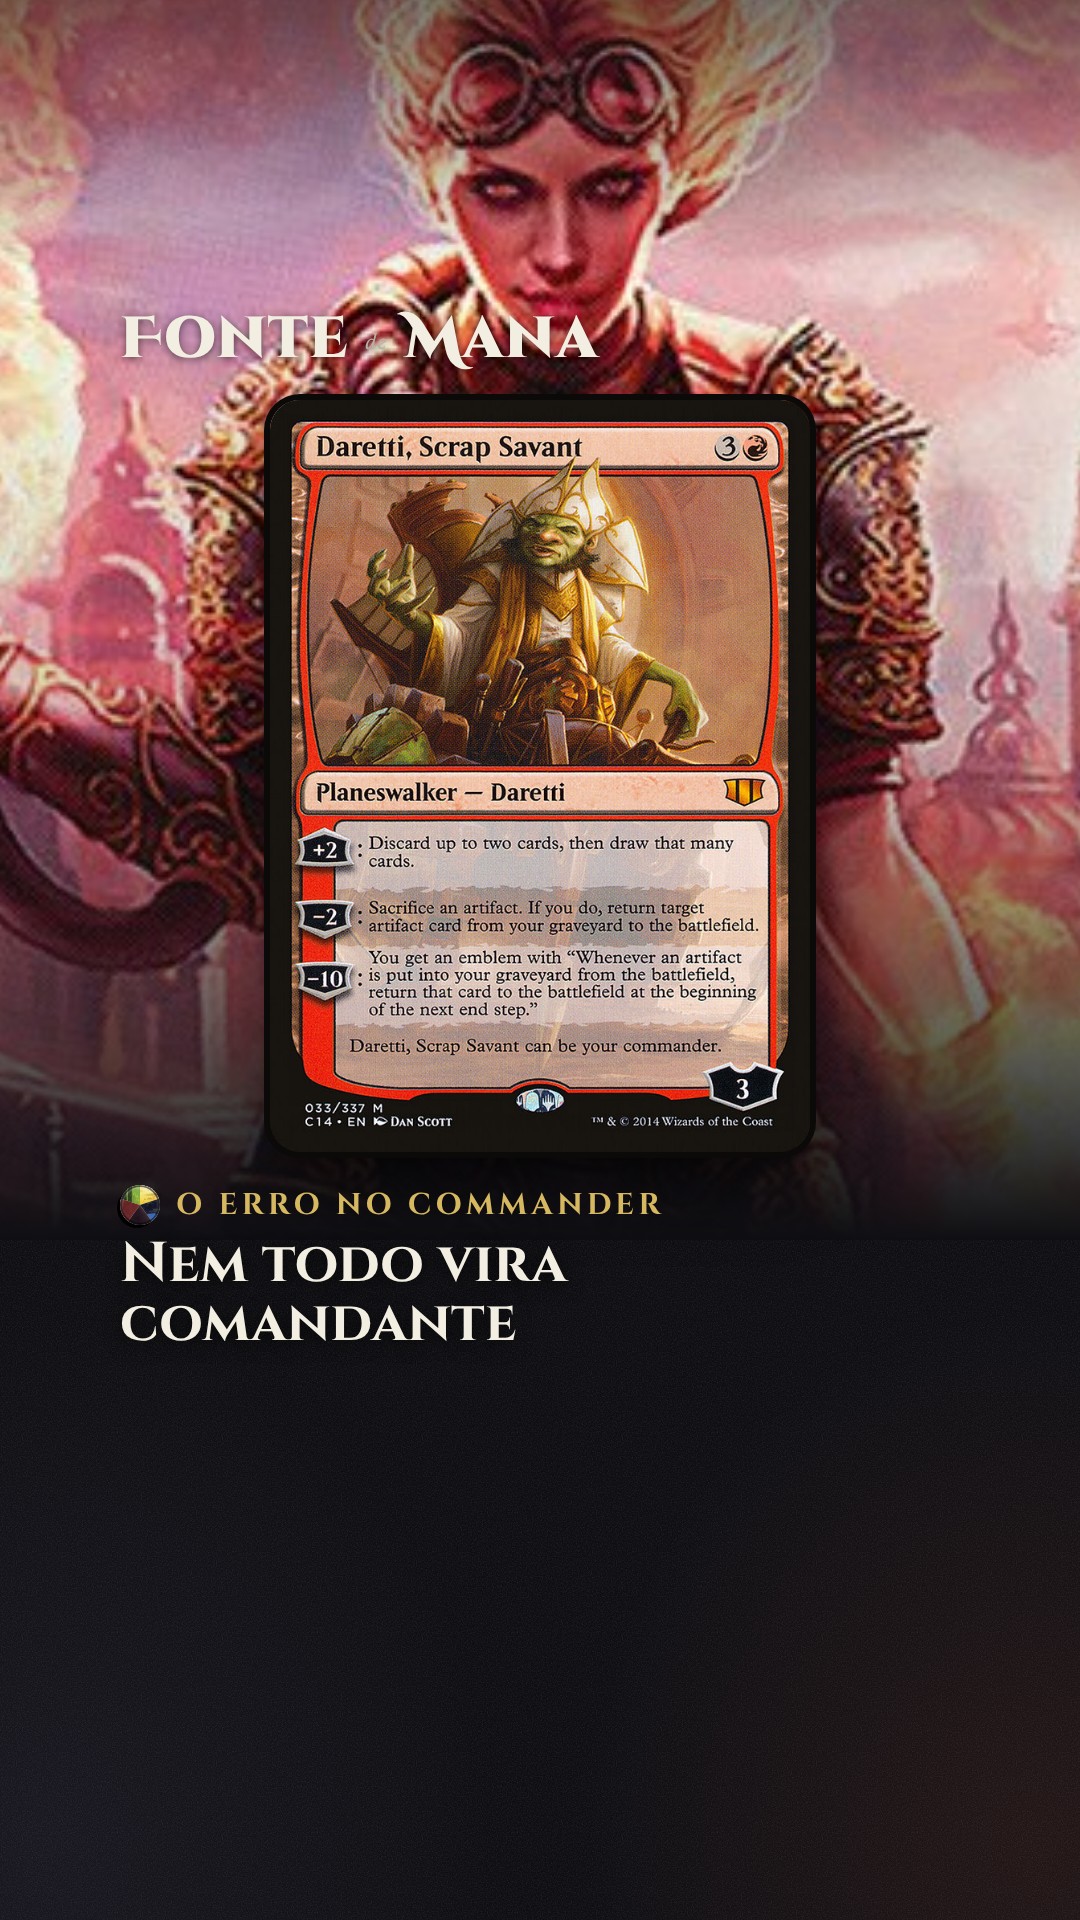 FONTE de MANA
Daretti, Scrap Savant 3
Planeswalker — Daretti
+2 : Discard up to two cards, then draw that many
cards.
−2 : Sacrifice an artifact. If you do, return target
artifact card from your graveyard to the battlefield.
You get an emblem with “Whenever an artifact
−10 : is put into your graveyard from the battlefield,
return that card to the battlefield at the beginning
of the next end step.”
Daretti, Scrap Savant can be your commander.
3
033/337 M
C14 • EN DAN SCOTT
™ & © 2014 Wizards of the Coast
O ERRO NO COMMANDER
NEM TODO VIRA
COMANDANTE